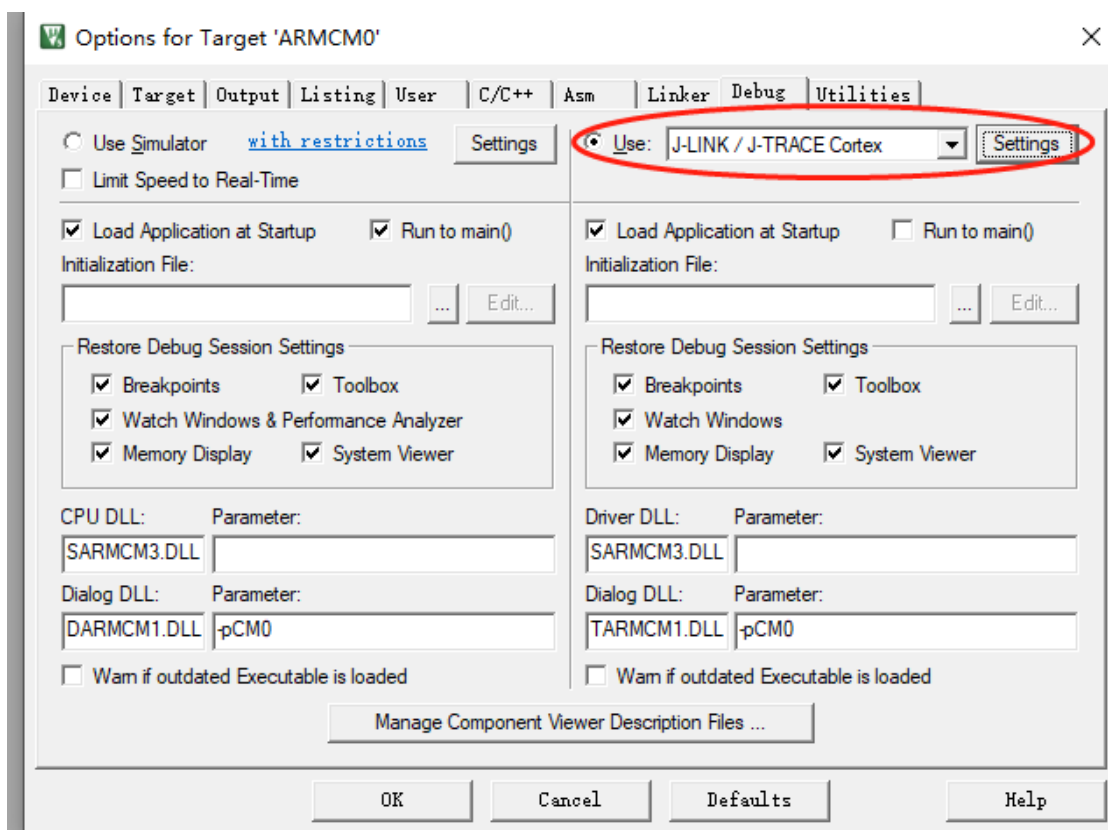 Options for Target 'ARMCM0'
Device Target Output Listing User C/C++ Asm Linker Debug Utilities
Use Simulator with restrictions Settings
Limit Speed to Real-Time
Use: J-LINK / J-TRACE Cortex Settings
Load Application at Startup Run to main()
Initialization File:
... Edit...
Restore Debug Session Settings
Breakpoints Toolbox
Watch Windows & Performance Analyzer
Memory Display System Viewer
CPU DLL: Parameter:
SARMCM3.DLL
Dialog DLL: Parameter:
DARMCM1.DLL -pCM0
Warn if outdated Executable is loaded
Load Application at Startup Run to main()
Initialization File:
... Edit...
Restore Debug Session Settings
Breakpoints Toolbox
Watch Windows
Memory Display System Viewer
Driver DLL: Parameter:
SARMCM3.DLL
Dialog DLL: Parameter:
TARMCM1.DLL -pCM0
Warn if outdated Executable is loaded
Manage Component Viewer Description Files ...
OK Cancel Defaults Help